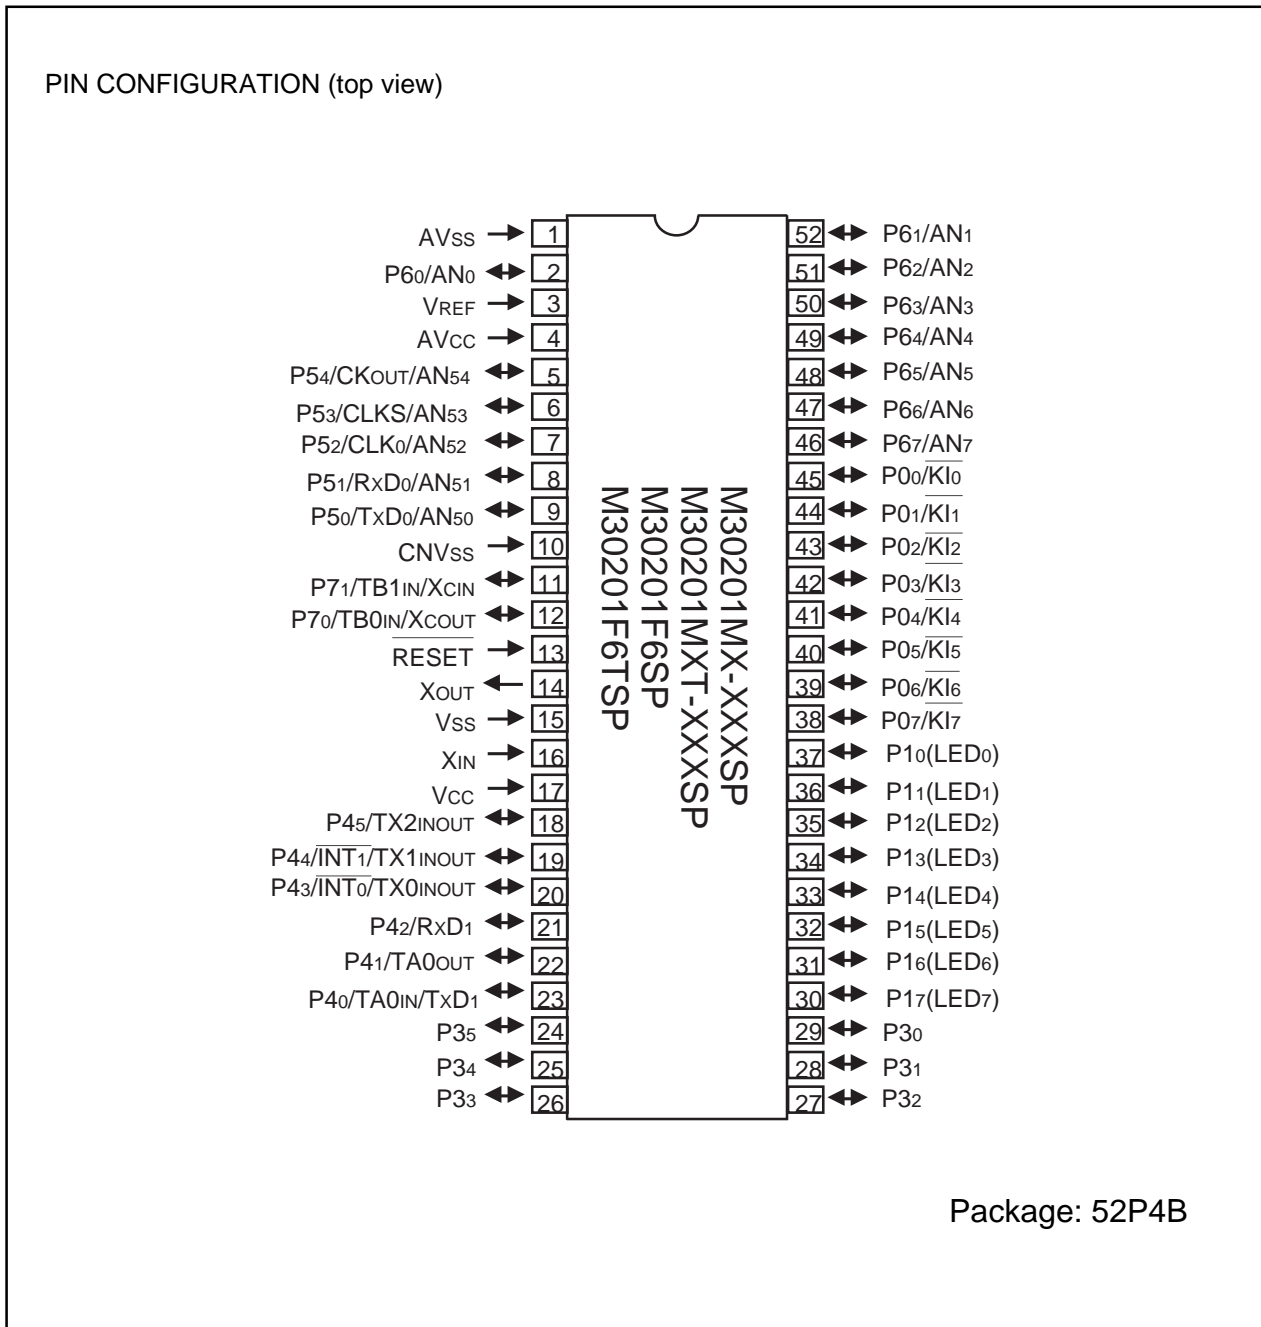 PIN CONFIGURATION (top view)
AVSS 1 52 P61/AN1
P60/AN0 2 51 P62/AN2
VREF 3 50 P63/AN3
AVCC 4 49 P64/AN4
P54/CKOUT/AN54 5 48 P65/AN5
P53/CLKS/AN53 6 47 P66/AN6
P52/CLK0/AN52 7 46 P67/AN7
P51/RXD0/AN51 8 45 P00/KI0
P50/TXD0/AN50 9 44 P01/KI1
CNVSS 10 43 P02/KI2
P71/TB1IN/XCIN 11 42 P03/KI3
P70/TB0IN/XCOUT 12 41 P04/KI4
RESET 13 40 P05/KI5
XOUT 14 39 P06/KI6
VSS 15 38 P07/KI7
XIN 16 37 P10(LED0)
VCC 17 36 P11(LED1)
P45/TX2INOUT 18 35 P12(LED2)
P44/INT1/TX1INOUT 19 34 P13(LED3)
P43/INT0/TX0INOUT 20 33 P14(LED4)
P42/RXD1 21 32 P15(LED5)
P41/TA0OUT 22 31 P16(LED6)
P40/TA0IN/TXD1 23 30 P17(LED7)
P35 24 29 P30
P34 25 28 P31
P33 26 27 P32
M30201MX-XXXSP
M30201MXT-XXXSP
M30201F6SP
M30201F6TSP
Package: 52P4B